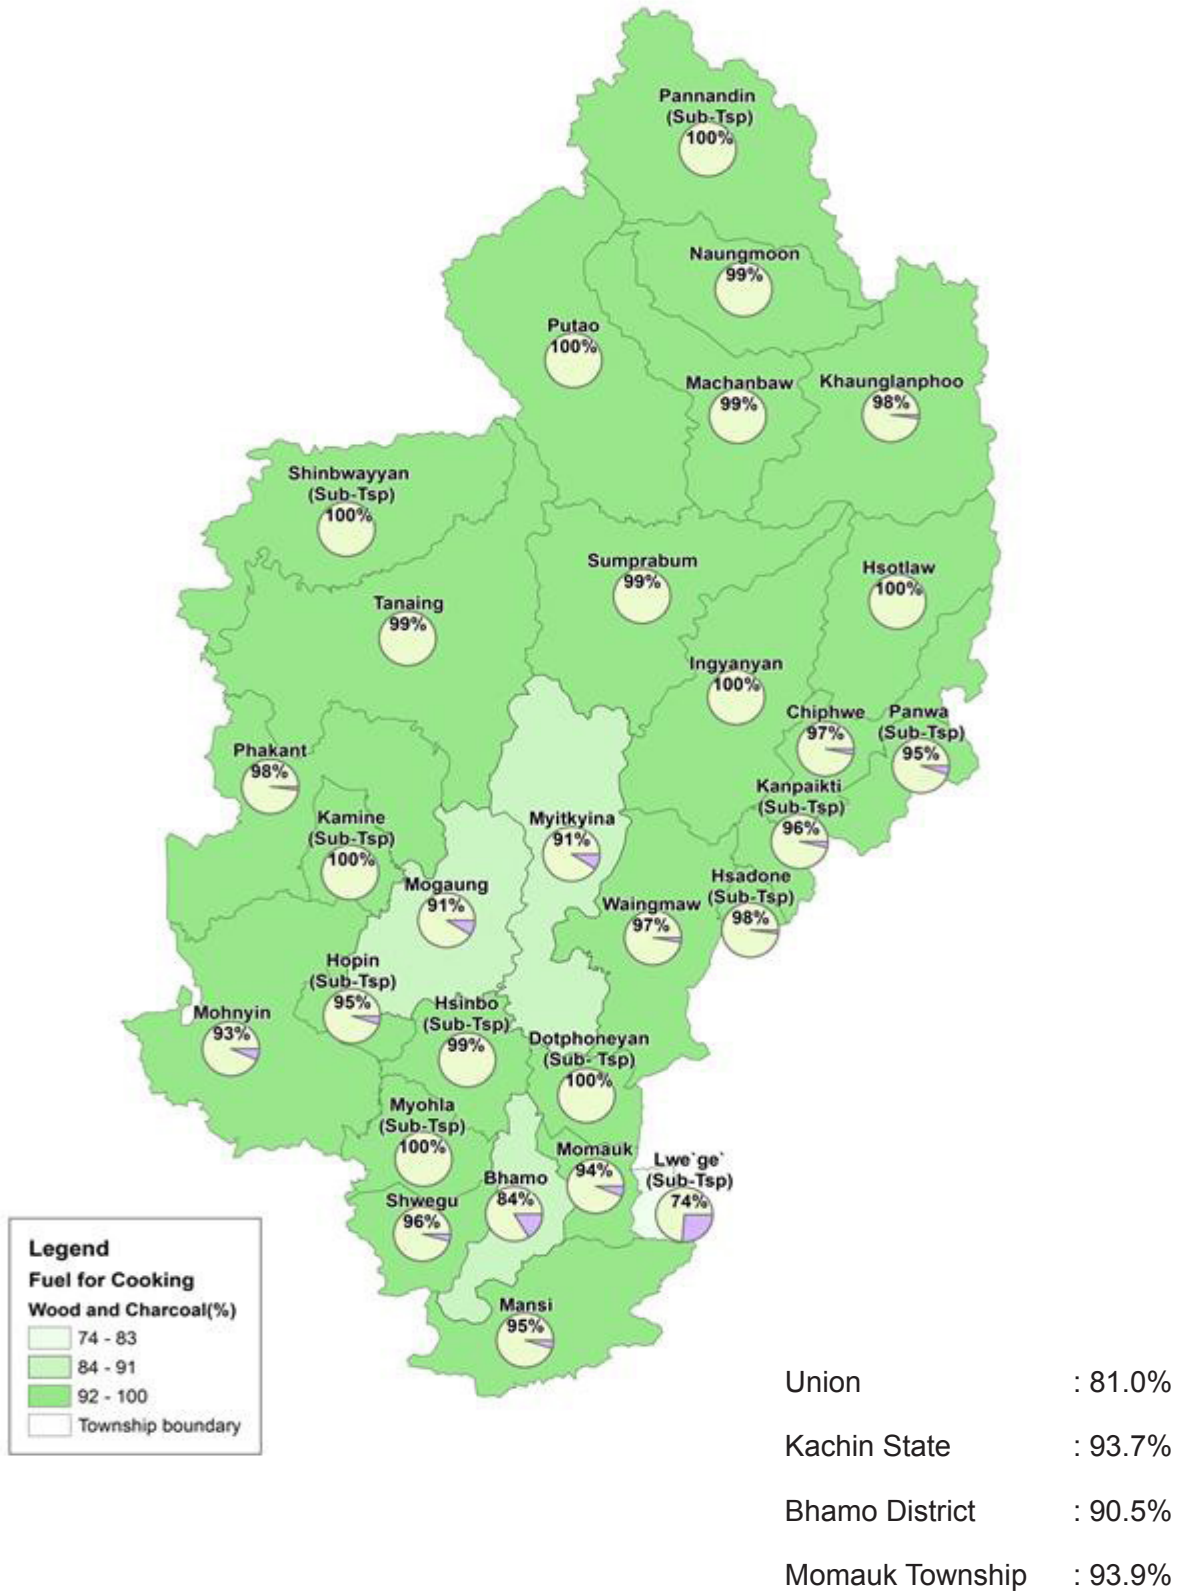 Pannandin
(Sub-Tsp)
100%
Naungmoon
99%
Putao
100%
Machanbaw
99%
Khaunglanphoo
98%
Shinbwayyan
(Sub-Tsp)
100%
Sumprabum
99%
Hsotlaw
100%
Tanaing
99%
Ingyanyan
100%
Chiphwe
97%
Panwa
(Sub-Tsp)
95%
Phakant
98%
Kanpaikti
(Sub-Tsp)
96%
Kamine
(Sub-Tsp)
100%
Myitkyina
91%
Mogaung
91%
Hsadone
(Sub-Tsp)
98%
Waingmaw
97%
Hopin
(Sub-Tsp)
95%
Hsinbo
(Sub-Tsp)
99%
Mohnyin
93%
Dotphoneyan
(Sub- Tsp)
100%
Myohla
(Sub-Tsp)
100%
Momauk
94%
Lwe`ge`
(Sub-Tsp)
74%
Bhamo
84%
Shwegu
96%
Mansi
95%
Legend
Fuel for Cooking
Wood and Charcoal(%)
74 - 83
84 - 91
92 - 100
Township boundary
Union : 81.0%
Kachin State : 93.7%
Bhamo District : 90.5%
Momauk Township : 93.9%